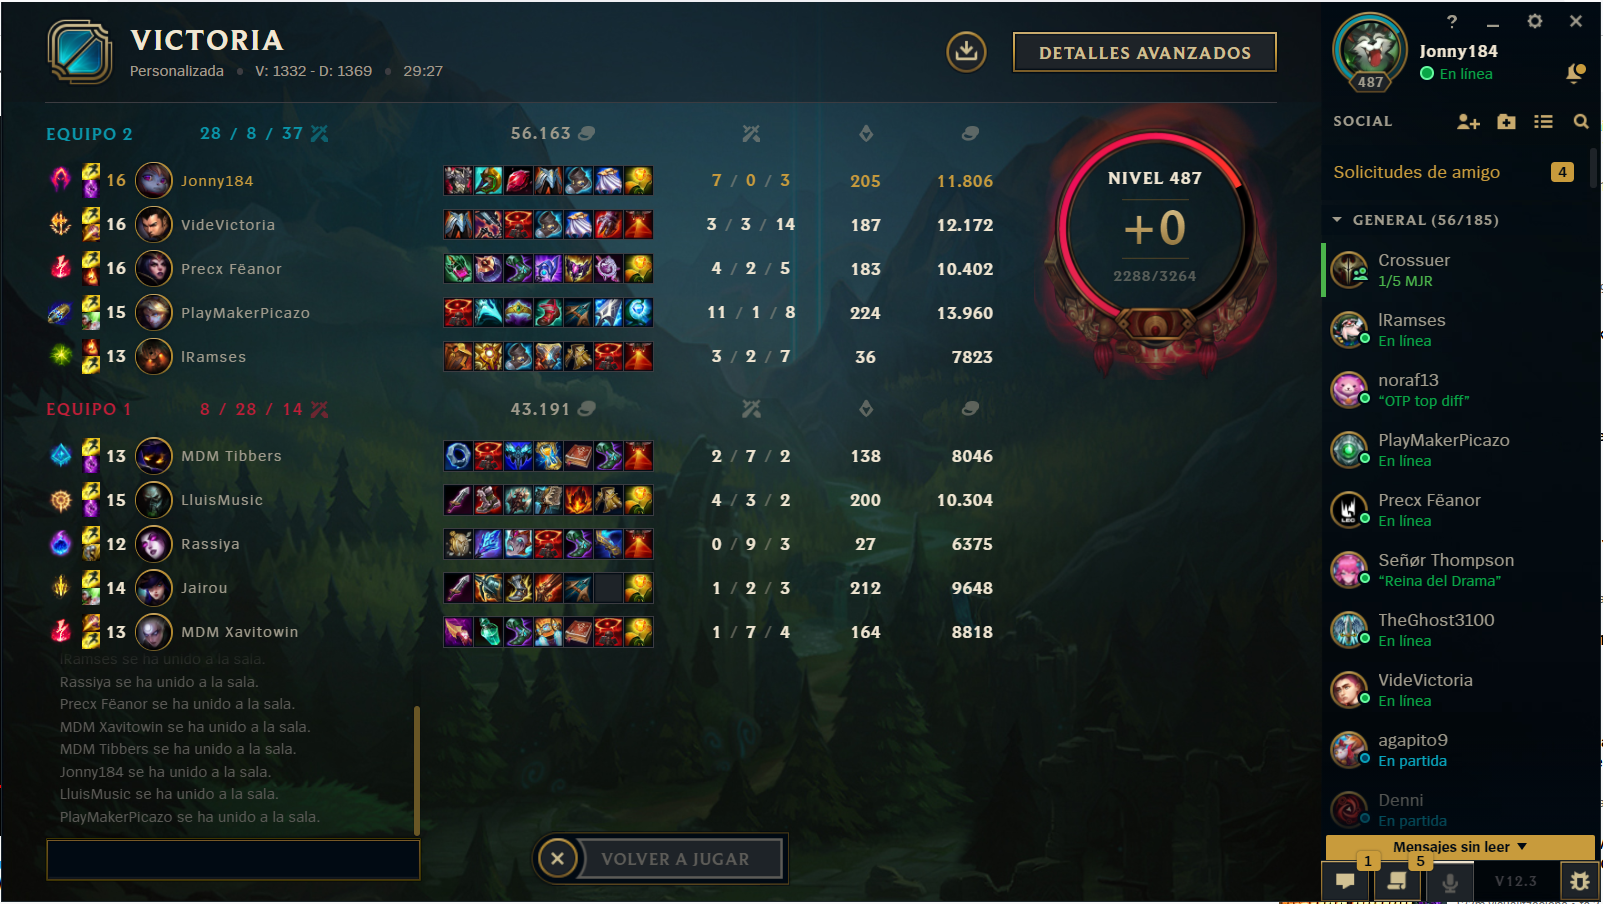 VICTORIA
Personalizada • V: 1332 - D: 1369 • 29:27
DETALLES AVANZADOS
EQUIPO 2 28 / 8 / 37 56.163
16 Jonny184 7 / 0 / 3 205 11.806
16 VideVictoria 3 / 3 / 14 187 12.172
16 Precx Fëanor 4 / 2 / 5 183 10.402
15 PlayMakerPicazo 11 / 1 / 8 224 13.960
13 lRamses 3 / 2 / 7 36 7823
EQUIPO 1 8 / 28 / 14 43.191
13 MDM Tibbers 2 / 7 / 2 138 8046
15 LluisMusic 4 / 3 / 2 200 10.304
12 Rassiya 0 / 9 / 3 27 6375
14 Jairou 1 / 2 / 3 212 9648
13 MDM Xavitowin 1 / 7 / 4 164 8818
lRamses se ha unido a la sala.
Rassiya se ha unido a la sala.
Precx Fëanor se ha unido a la sala.
MDM Xavitowin se ha unido a la sala.
MDM Tibbers se ha unido a la sala.
Jonny184 se ha unido a la sala.
LluisMusic se ha unido a la sala.
PlayMakerPicazo se ha unido a la sala.
VOLVER A JUGAR
NIVEL 487
+0
2288/3264
?
487
Jonny184
En línea
SOCIAL
Solicitudes de amigo 4
GENERAL (56/185)
Crossuer
1/5 MJR
lRamses
En línea
noraf13
“OTP top diff”
PlayMakerPicazo
En línea
Precx Fëanor
En línea
Señør Thompson
“Reina del Drama”
TheGhost3100
En línea
VideVictoria
En línea
agapito9
En partida
Denni
En partida
Mensajes sin leer
1 5
V12.3